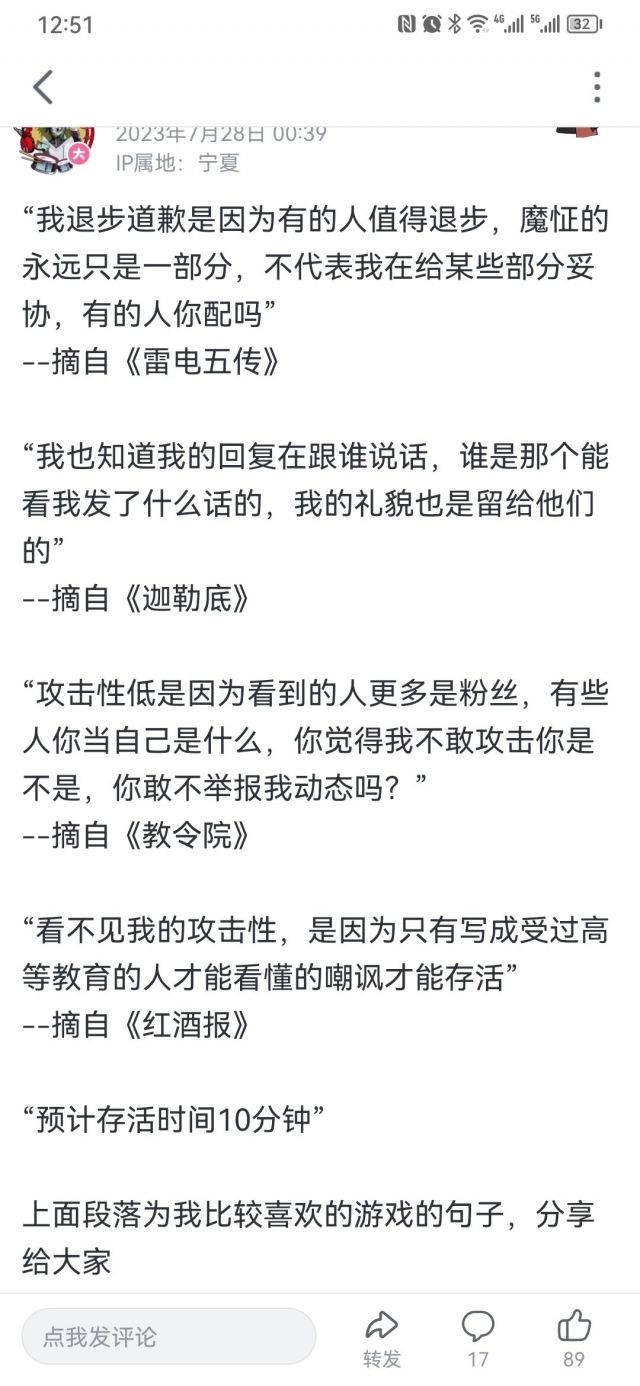 12:51
4G
5G
32
2023年7月28日 00:39
大
IP属地：宁夏
“我退步道歉是因为有的人值得退步，魔怔的
永远只是一部分，不代表我在给某些部分妥
协，有的人你配吗”
--摘自《雷电五传》
“我也知道我的回复在跟谁说话，谁是那个能
看我发了什么话的，我的礼貌也是留给他们
的”
--摘自《迦勒底》
“攻击性低是因为看到的人更多是粉丝，有些
人你当自己是什么，你觉得我不敢攻击你是
不是，你敢不举报我动态吗？”
--摘自《教令院》
“看不见我的攻击性，是因为只有写成受过高
等教育的人才能看懂的嘲讽才能存活”
--摘自《红酒报》
“预计存活时间10分钟”
上面段落为我比较喜欢的游戏的句子，分享
给大家
点我发评论
转发
17
89